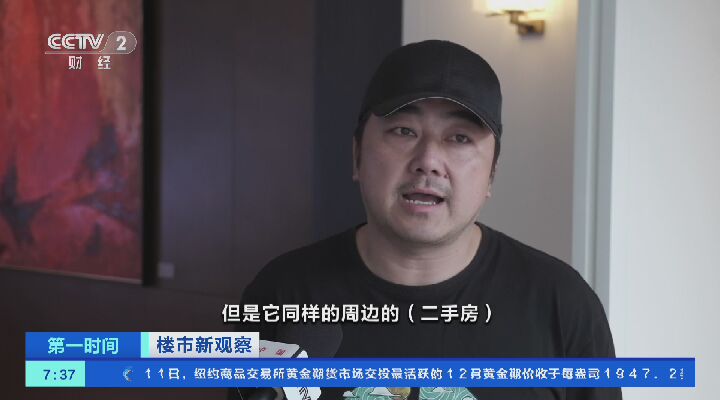 CCTV 2
财经
但是它同样的周边的（二手房）
第一时间 楼市新观察
7:37 11日，纽约商品交易所黄金期货市场交投最活跃的12月黄金期价收于每盎司1947.2